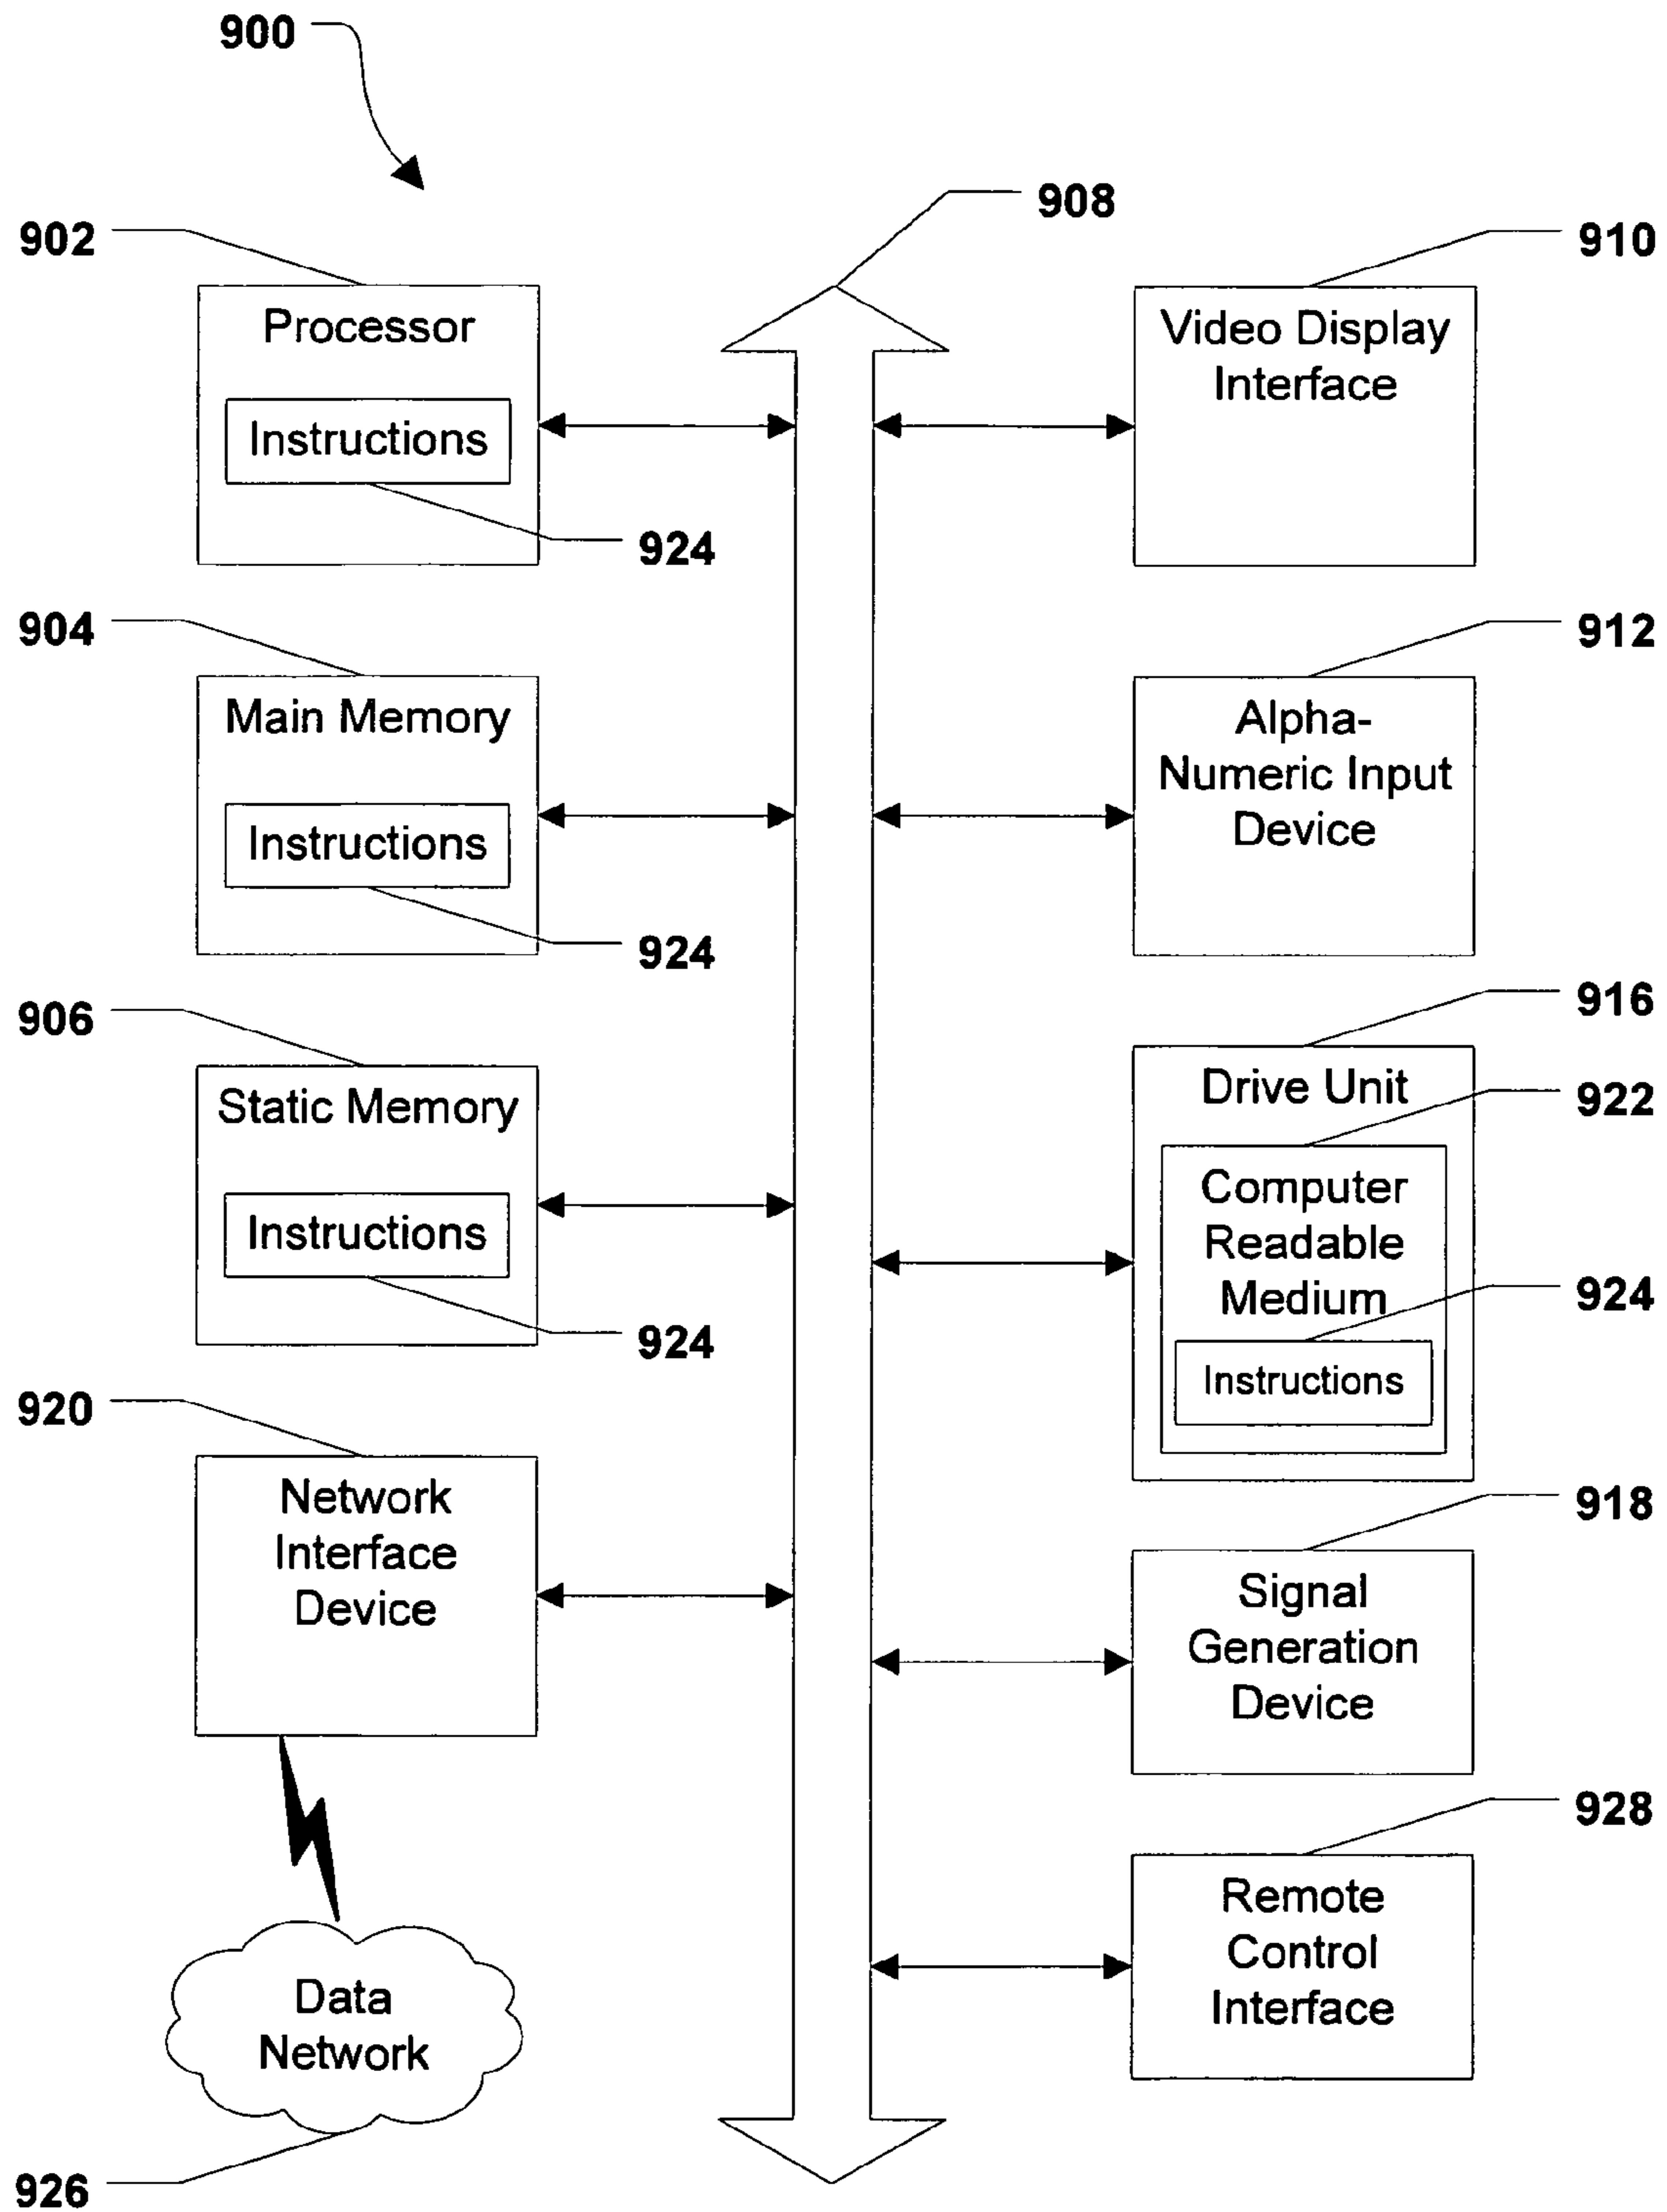 900
908
902
Processor
Instructions
924
904
Main Memory
Instructions
924
906
Static Memory
Instructions
924
920
Network
Interface
Device
Data
Network
926
910
Video Display
Interface
912
Alpha-
Numeric Input
Device
916
Drive Unit
922
Computer
Readable
Medium
924
Instructions
918
Signal
Generation
Device
928
Remote
Control
Interface